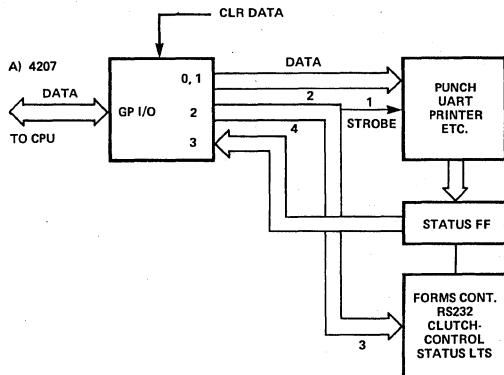 CLR DATA
A) 4207
DATA
TO CPU
GP I/O
0, 1
2
3
DATA
2
1
STROBE
4
PUNCH
UART
PRINTER
ETC.
STATUS FF
FORMS CONT.
RS232
CLUTCH-
CONTROL
STATUS LTS
3